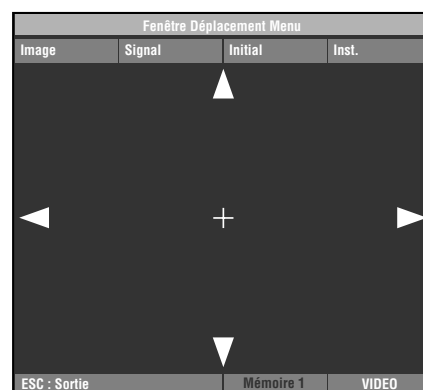 Fenêtre Déplacement Menu
Image Signal Initial Inst.
ESC : Sortie Mémoire 1 VIDEO